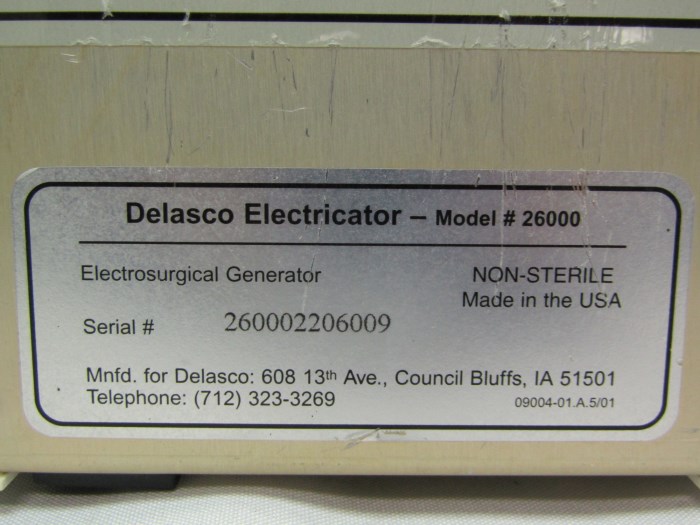 Delasco Electricator – Model # 26000
Electrosurgical Generator NON-STERILE
Made in the USA
Serial # 260002206009
Mnfd. for Delasco: 608 13th Ave., Council Bluffs, IA 51501
Telephone: (712) 323-3269 09004-01.A.5/01